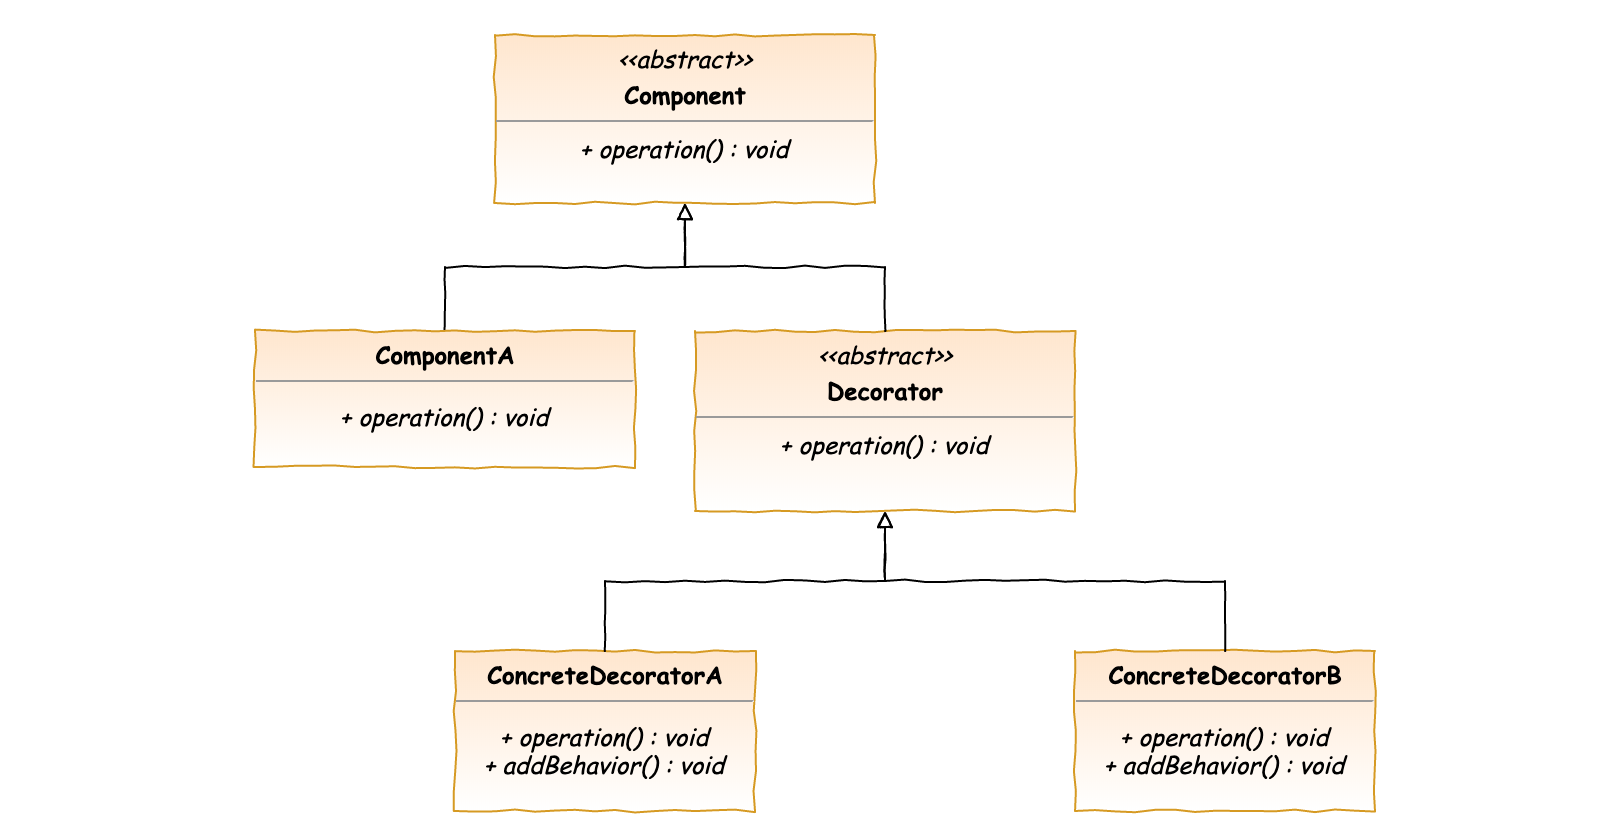 <<abstract>>
Component
+ operation() : void
ComponentA
+ operation() : void
<<abstract>>
Decorator
+ operation() : void
ConcreteDecoratorA
+ operation() : void
+ addBehavior() : void
ConcreteDecoratorB
+ operation() : void
+ addBehavior() : void